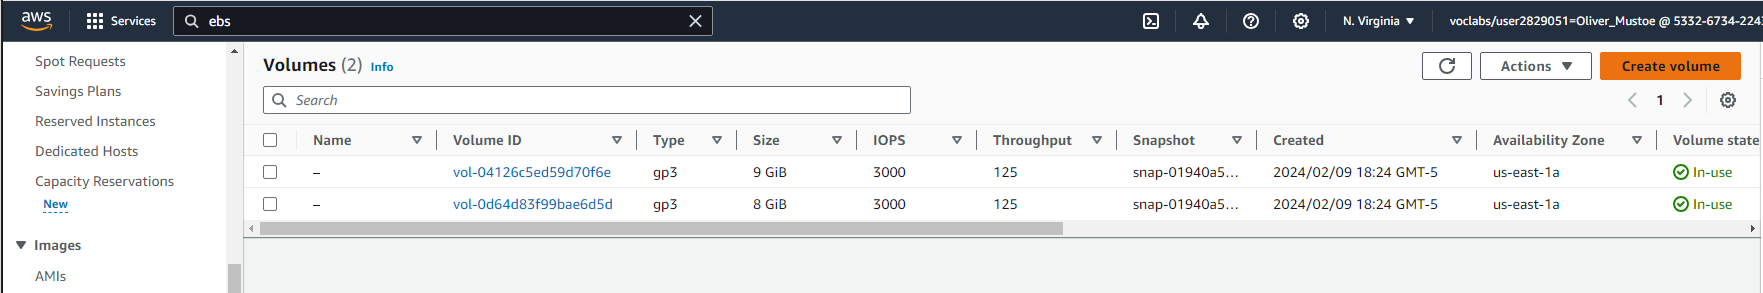 aws Services ebs N. Virginia voclabs/user2829051=Oliver_Mustoe @ 5332-6734-2243
Spot Requests
Savings Plans
Reserved Instances
Dedicated Hosts
Capacity Reservations
New
Images
AMIs
Volumes (2) Info Actions Create volume
Search 1
Name Volume ID Type Size IOPS Throughput Snapshot Created Availability Zone Volume state
– vol-04126c5ed59d70f6e gp3 9 GiB 3000 125 snap-01940a5... 2024/02/09 18:24 GMT-5 us-east-1a In-use
– vol-0d64d83f99bae6d5d gp3 8 GiB 3000 125 snap-01940a5... 2024/02/09 18:24 GMT-5 us-east-1a In-use